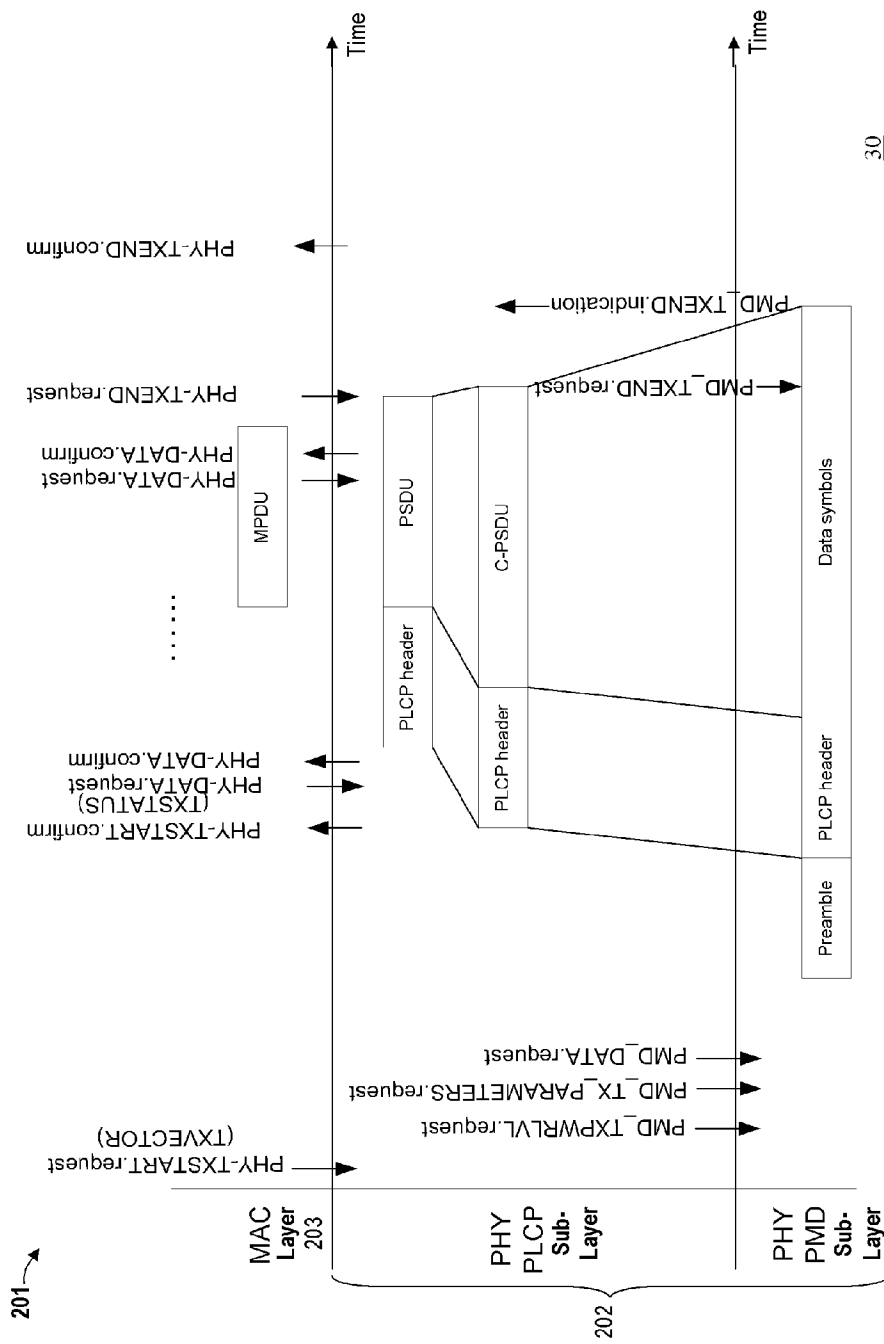 201
MAC
Layer
203
PHY
PLCP
Sub-
Layer
PHY
PMD
Sub-
Layer
202
PHY-TXSTART.request
(TXVECTOR)
PHY-TXSTART.confirm
PHY-DATA.request
(TXSTATUS)
PHY-DATA.confirm
......
MPDU
PHY-DATA.request
PHY-DATA.confirm
PHY-TXEND.request
PHY-TXEND.confirm
Time
PLCP header
PSDU
PLCP header
C-PSDU
PMD_TXPWRLVL.request
PMD_TX_PARAMETERS.request
PMD_DATA.request
PMD_TXEND.request
PMD_TXEND.indication
Time
Preamble
PLCP header
Data symbols
30